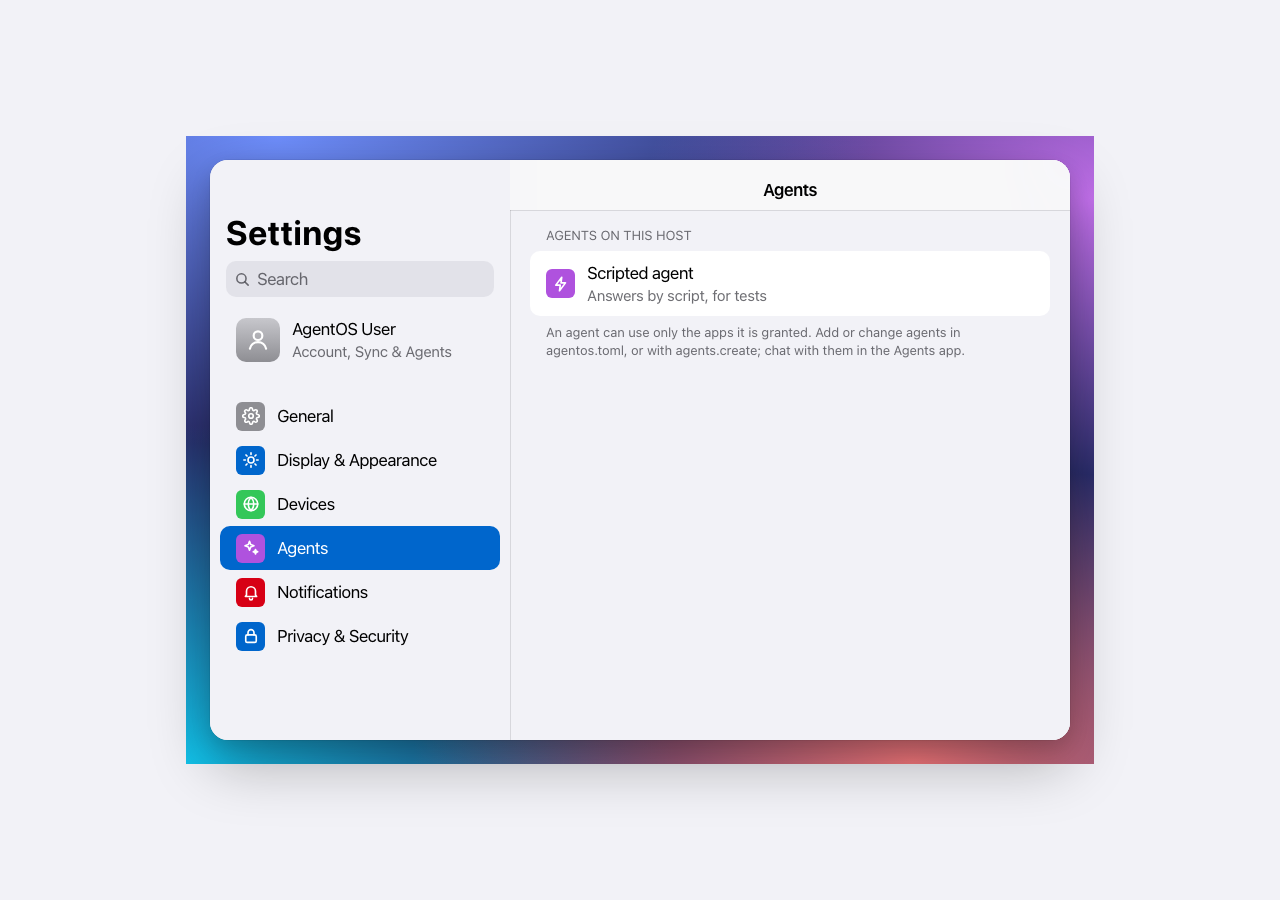 Settings
Search
AgentOS User
Account, Sync & Agents
General
Display & Appearance
Devices
Agents
Notifications
Privacy & Security
Agents
AGENTS ON THIS HOST
Scripted agent
Answers by script, for tests
An agent can use only the apps it is granted. Add or change agents in
agentos.toml, or with agents.create; chat with them in the Agents app.